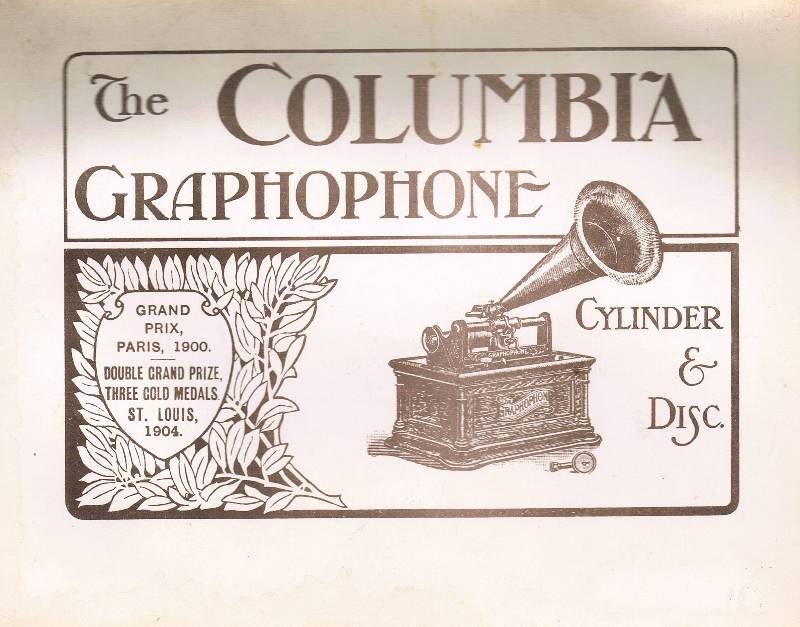 The COLUMBIA
GRAPHOPHONE
GRAND
PRIX,
PARIS, 1900.
DOUBLE GRAND PRIZE,
THREE GOLD MEDALS.
ST. LOUIS,
1904.
GRAPHOPHONE
GRAPHOPHONE
CYLINDER
&
DISC.